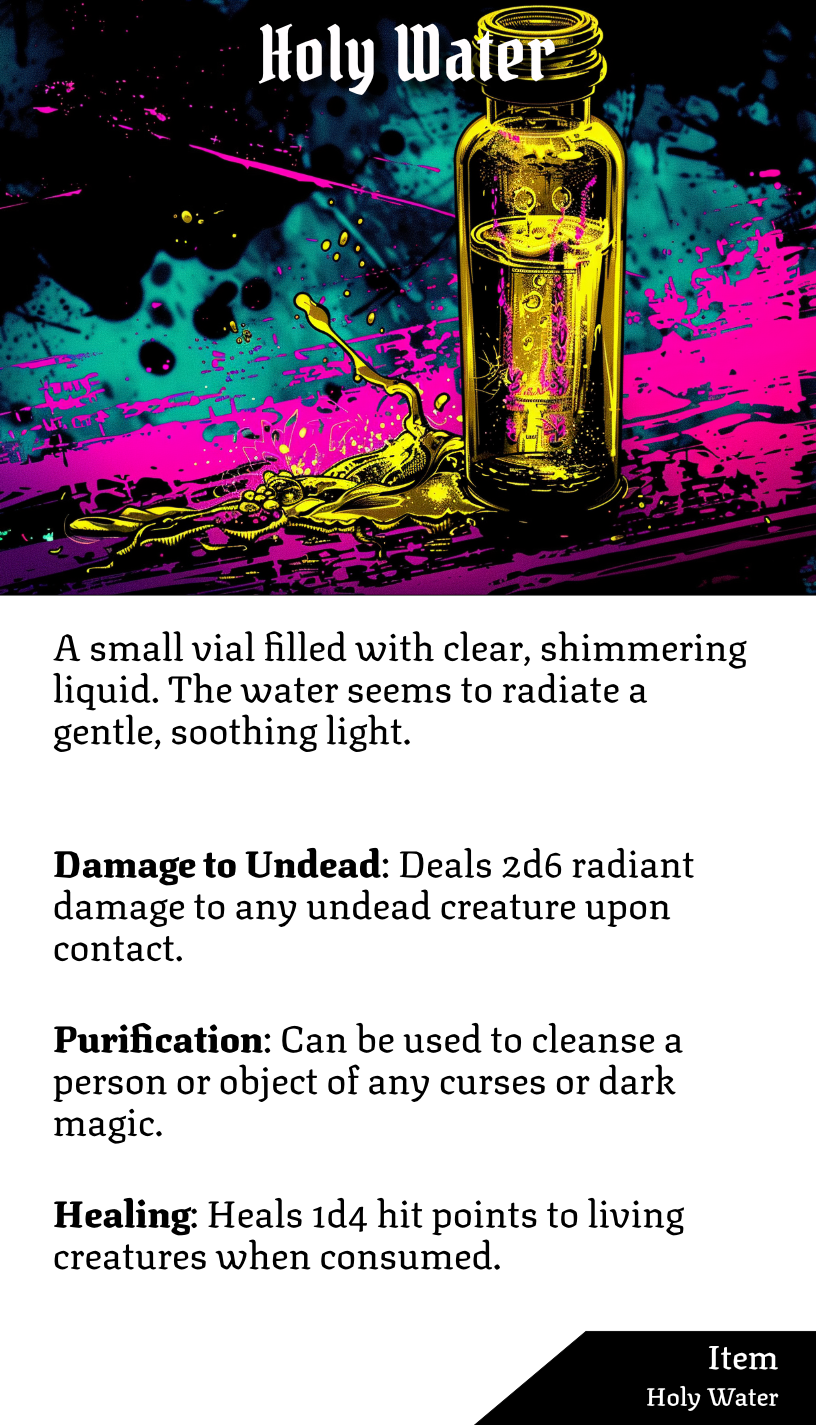 Holy Water
A small vial filled with clear, shimmering
liquid. The water seems to radiate a
gentle, soothing light.
Damage to Undead: Deals 2d6 radiant
damage to any undead creature upon
contact.
Purification: Can be used to cleanse a
person or object of any curses or dark
magic.
Healing: Heals 1d4 hit points to living
creatures when consumed.
Item
Holy Water